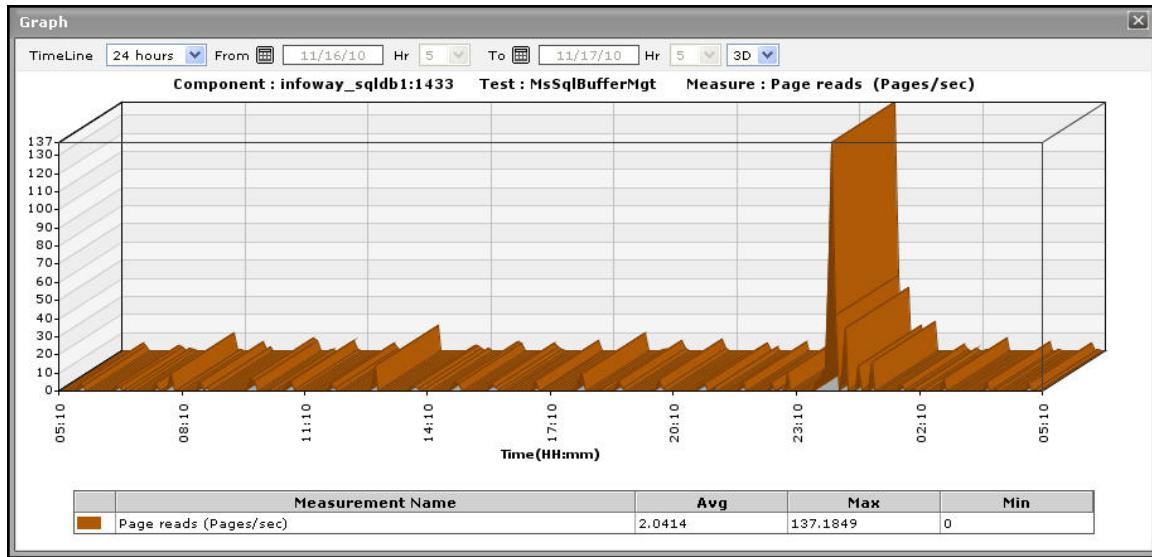 Graph
TimeLine 24 hours From 11/16/10 Hr 5 To 11/17/10 Hr 5 3D
Component : infoway_sqldb1:1433 Test : MsSqlBufferMgt Measure : Page reads (Pages/sec)
137
130
120
110
100
90
80
70
60
50
40
30
20
10
0
05:10 08:10 11:10 14:10 17:10 20:10 23:10 02:10 05:10
Time(HH:mm)
Measurement Name Avg Max Min
Page reads (Pages/sec) 2.0414 137.1849 0